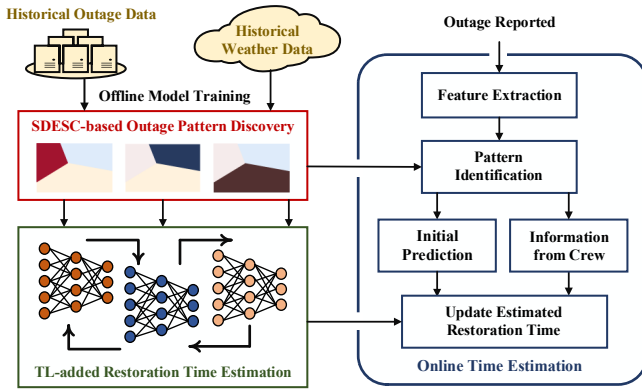 Historical Outage Data
Historical
Weather Data
Offline Model Training
SDESC-based Outage Pattern Discovery
TL-added Restoration Time Estimation
Outage Reported
Feature Extraction
Pattern
Identification
Initial
Prediction
Information
from Crew
Update Estimated
Restoration Time
Online Time Estimation